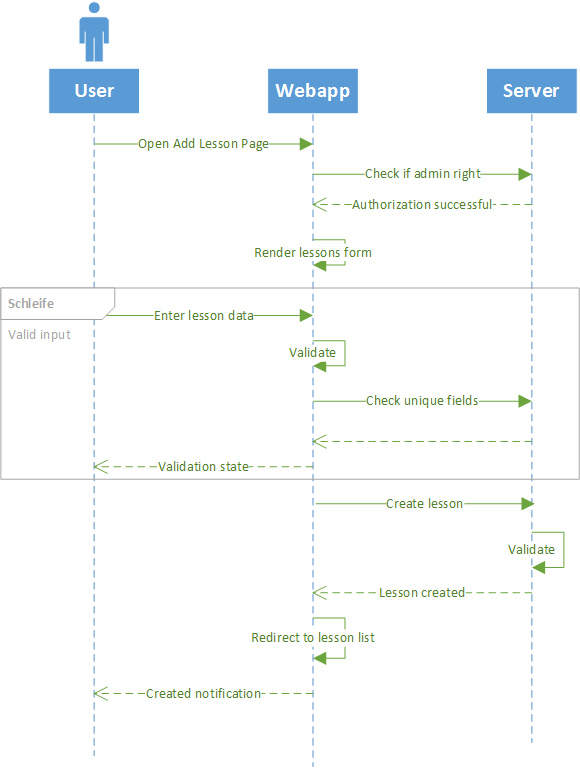 User
Webapp
Server
Open Add Lesson Page
Check if admin right
Authorization successful
Render lessons form
Schleife
Enter lesson data
Valid input
Validate
Check unique fields
Validation state
Create lesson
Validate
Lesson created
Redirect to lesson list
Created notification